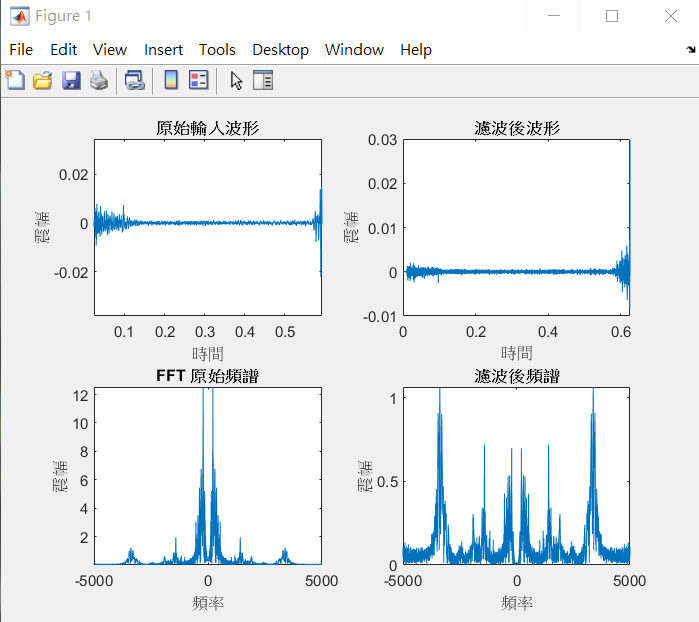 Figure 1
File Edit View Insert Tools Desktop Window Help
原始輸入波形
0.02
0
-0.02
震幅
0.1 0.2 0.3 0.4 0.5
時間
濾波後波形
0.03
0.02
0.01
0
-0.01
震幅
0 0.2 0.4 0.6
時間
FFT 原始頻譜
12
10
8
6
4
2
震幅
-5000 0 5000
頻率
濾波後頻譜
1
0.5
0
震幅
-5000 0 5000
頻率